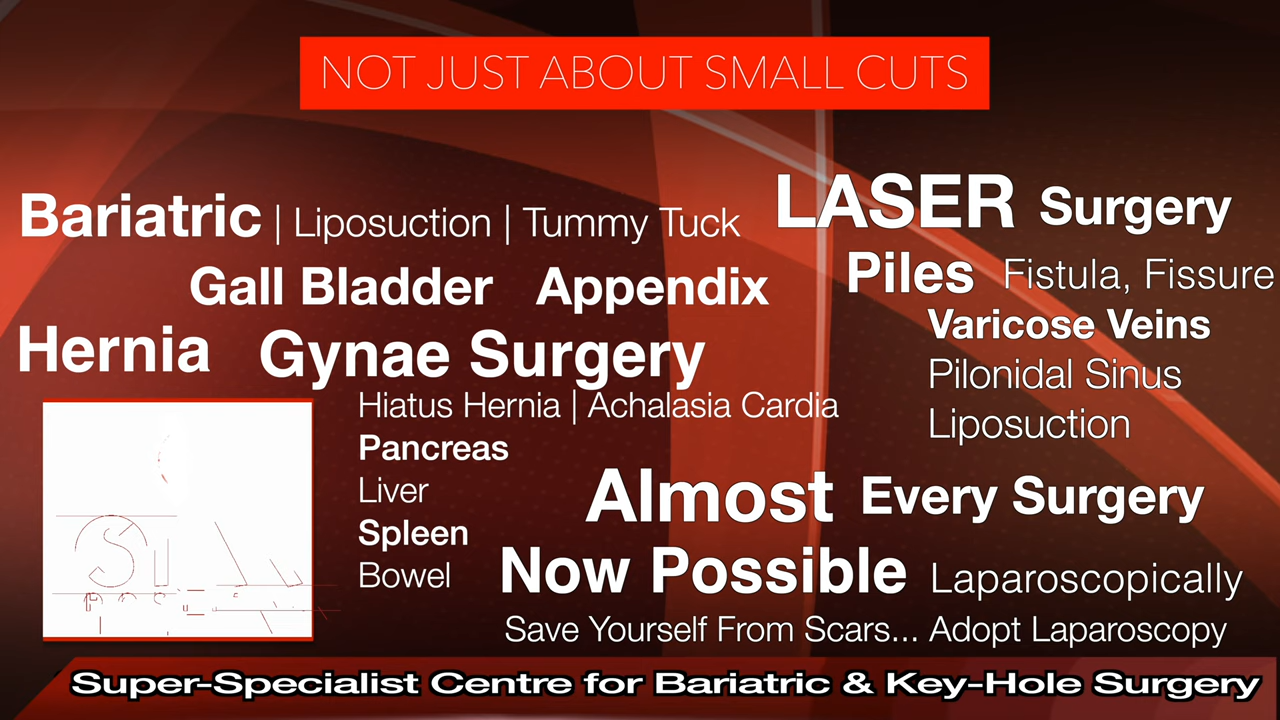 NOT JUST ABOUT SMALL CUTS
Bariatric | Liposuction | Tummy Tuck
Gall Bladder Appendix
Hernia Gynae Surgery
Hiatus Hernia | Achalasia Cardia
Pancreas
Liver
Spleen
Bowel
LASER Surgery
Piles Fistula, Fissure
Varicose Veins
Pilonidal Sinus
Liposuction
Almost Every Surgery
Now Possible Laparoscopically
Save Yourself From Scars... Adopt Laparoscopy
Super-Specialist Centre for Bariatric & Key-Hole Surgery